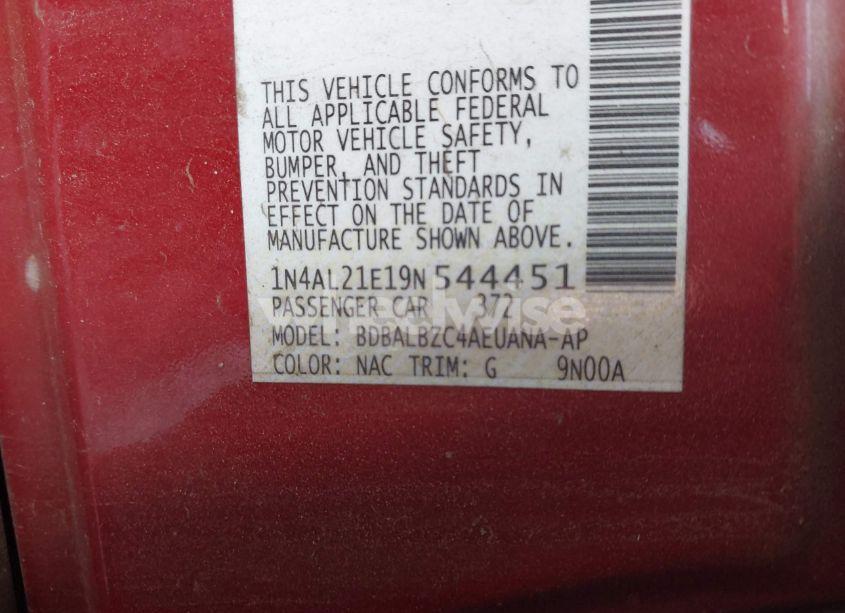 THIS VEHICLE CONFORMS TO
ALL APPLICABLE FEDERAL
MOTOR VEHICLE SAFETY,
BUMPER, AND THEFT
PREVENTION STANDARDS IN
EFFECT ON THE DATE OF
MANUFACTURE SHOWN ABOVE.
1N4AL21E19N544451
PASSENGER CAR 372
MODEL: BDBALBZC4AEUANA-AP
COLOR: NAC TRIM: G 9N00A